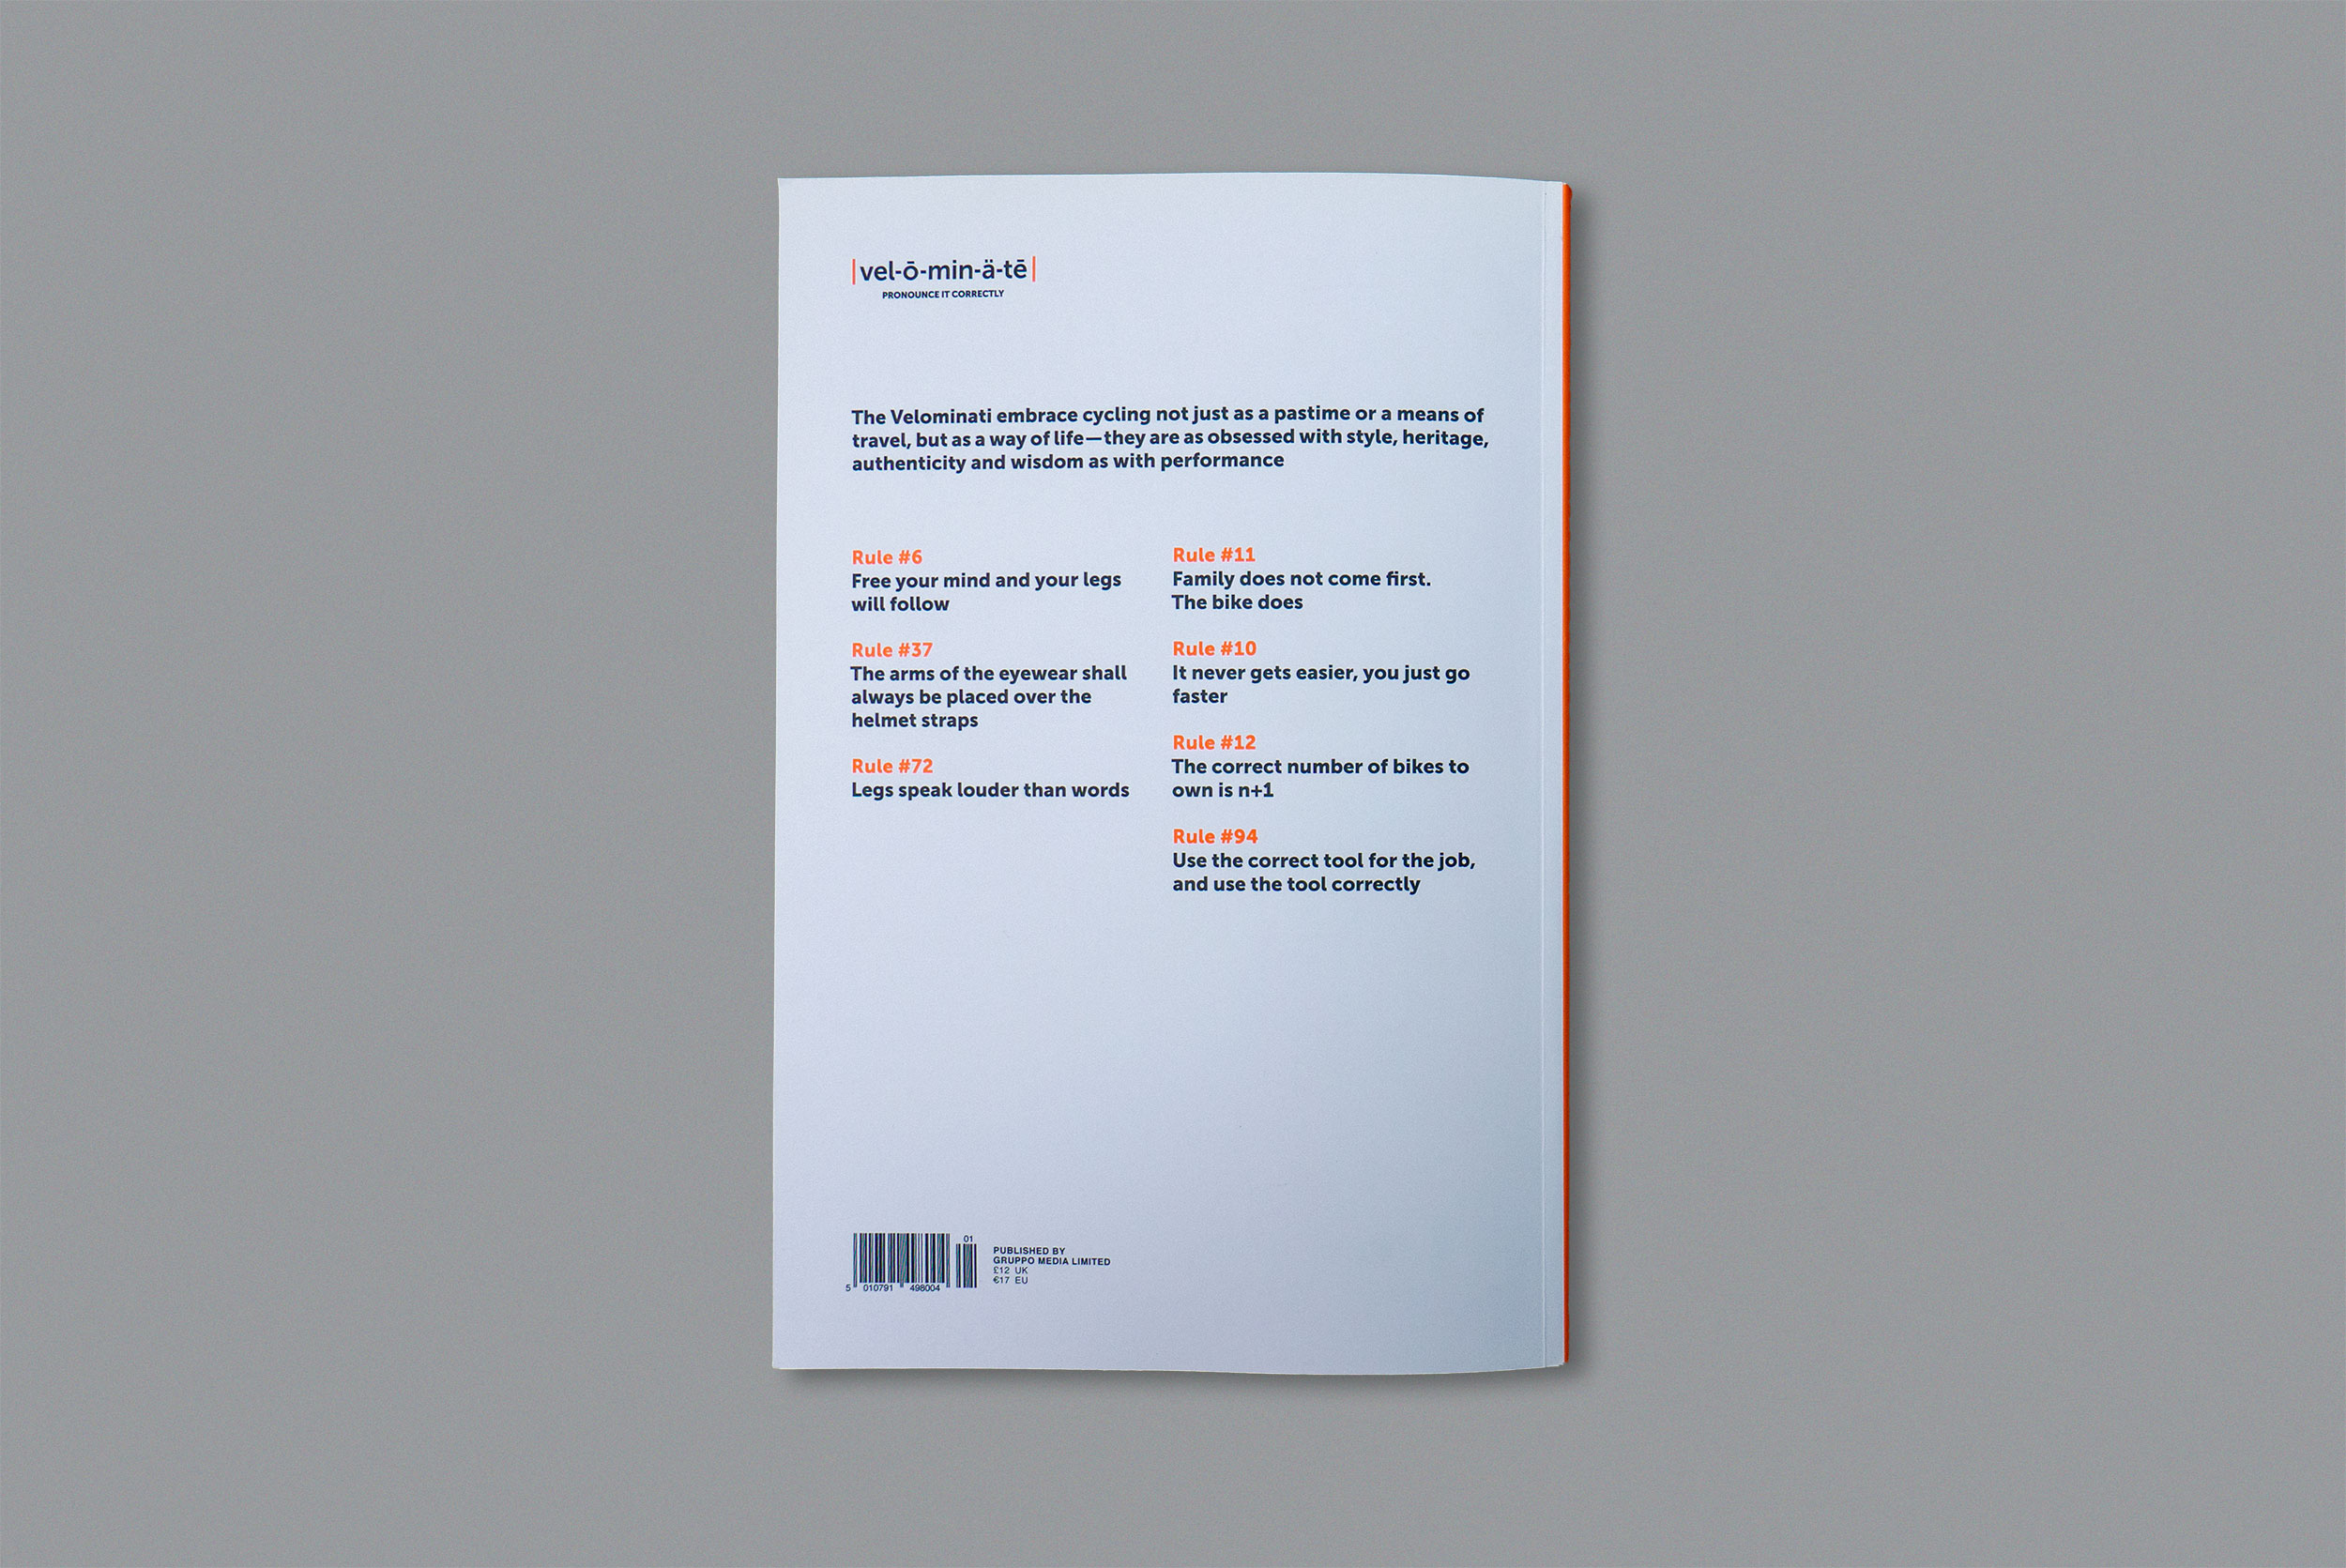 |vel-ō-min-ä-tē|
PRONOUNCE IT CORRECTLY
The Velominati embrace cycling not just as a pastime or a means of
travel, but as a way of life—they are as obsessed with style, heritage,
authenticity and wisdom as with performance
Rule #6
Free your mind and your legs
will follow
Rule #37
The arms of the eyewear shall
always be placed over the
helmet straps
Rule #72
Legs speak louder than words
Rule #11
Family does not come first.
The bike does
Rule #10
It never gets easier, you just go
faster
Rule #12
The correct number of bikes to
own is n+1
Rule #94
Use the correct tool for the job,
and use the tool correctly
01
5 010791 498004
PUBLISHED BY
GRUPPO MEDIA LIMITED
£12 UK
€17 EU